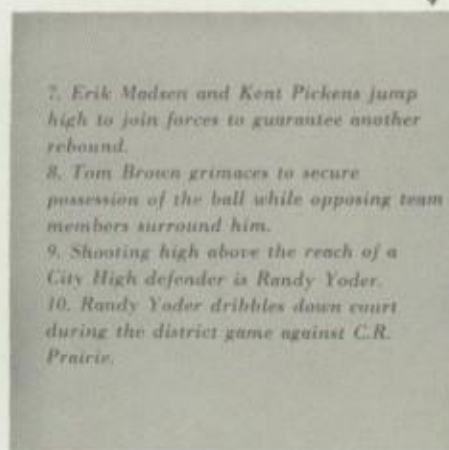 7. Erik Madsen and Kent Pickens jump
high to join forces to guarantee another
rebound.
8. Tom Brown grimaces to secure
possession of the ball while opposing team
members surround him.
9. Shooting high above the reach of a
City High defender is Randy Yoder.
10. Randy Yoder dribbles down court
during the district game against C.R.
Prairie.